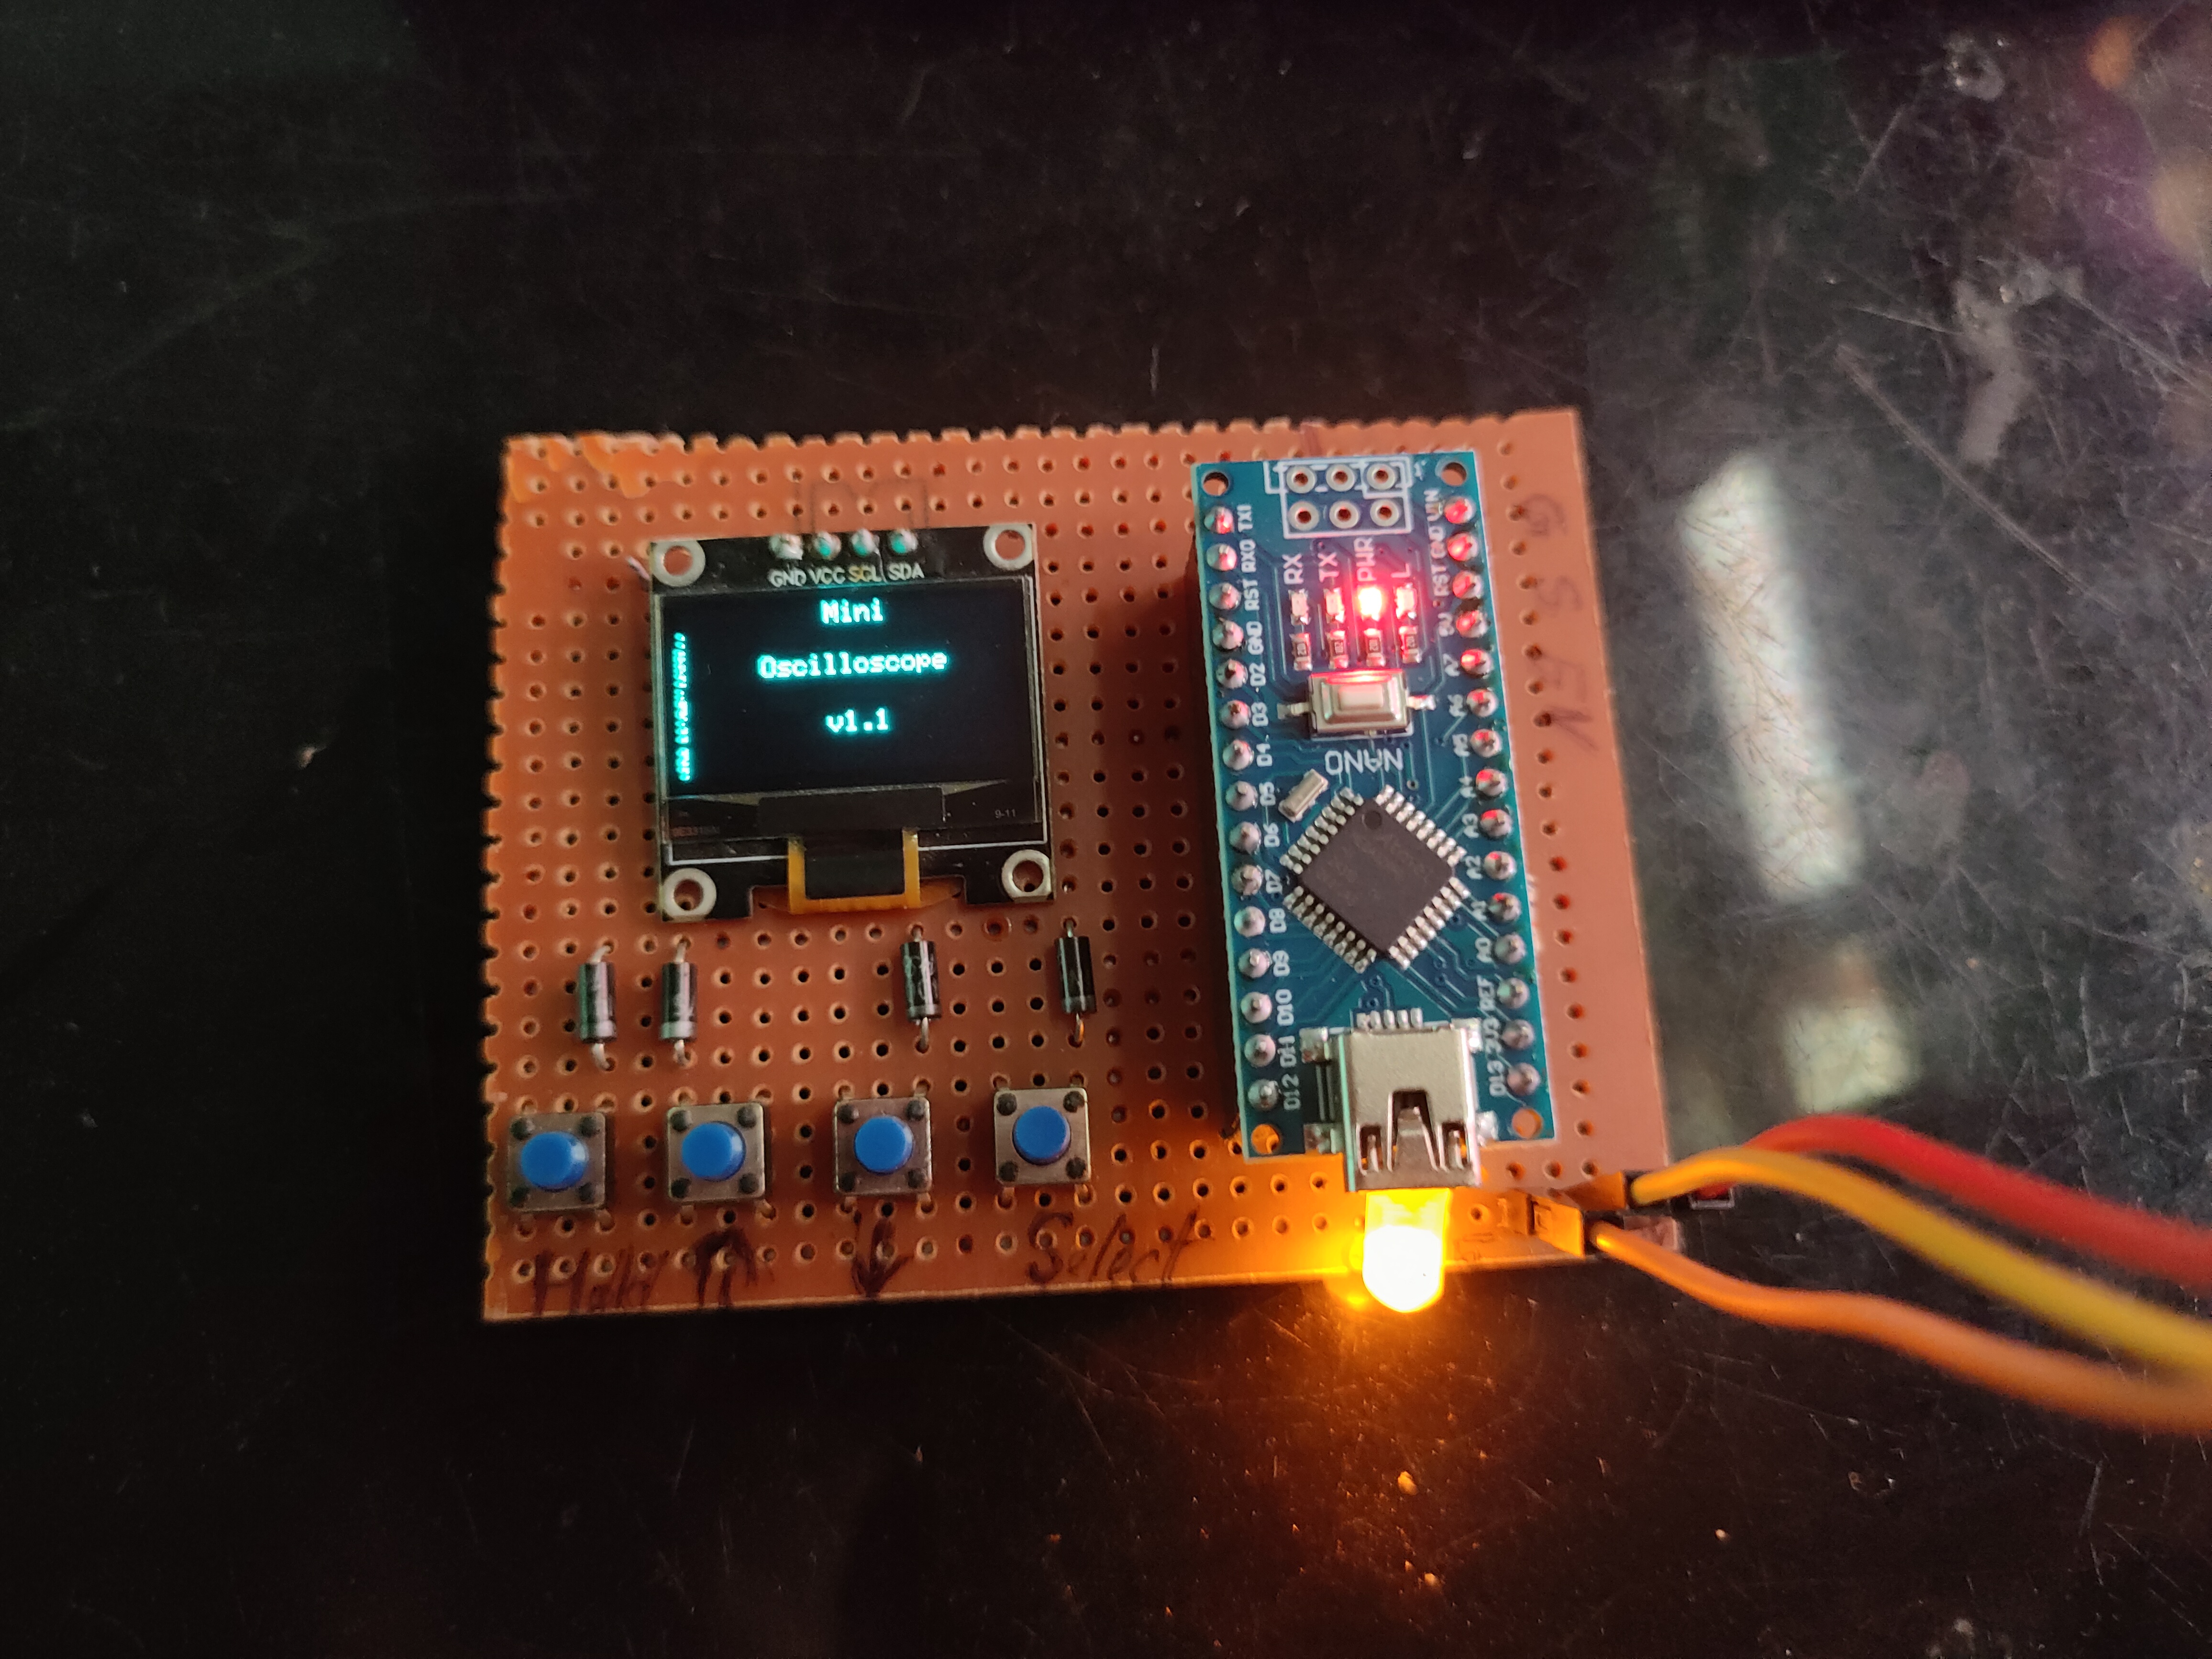 GND VCC SCL SDA
Mini
Oscilloscope
v1.1
9-11
TX1
RX0
RST
GND
D2
D3
D4
D5
D6
D7
D8
D9
D10
D11
D12
RX
TX
PWR
L
NANO
VIN
GND
RST
5V
A7
A6
A5
A4
A3
A2
A1
A0
REF
3V3
D13
Hold ↑ ↓ Select